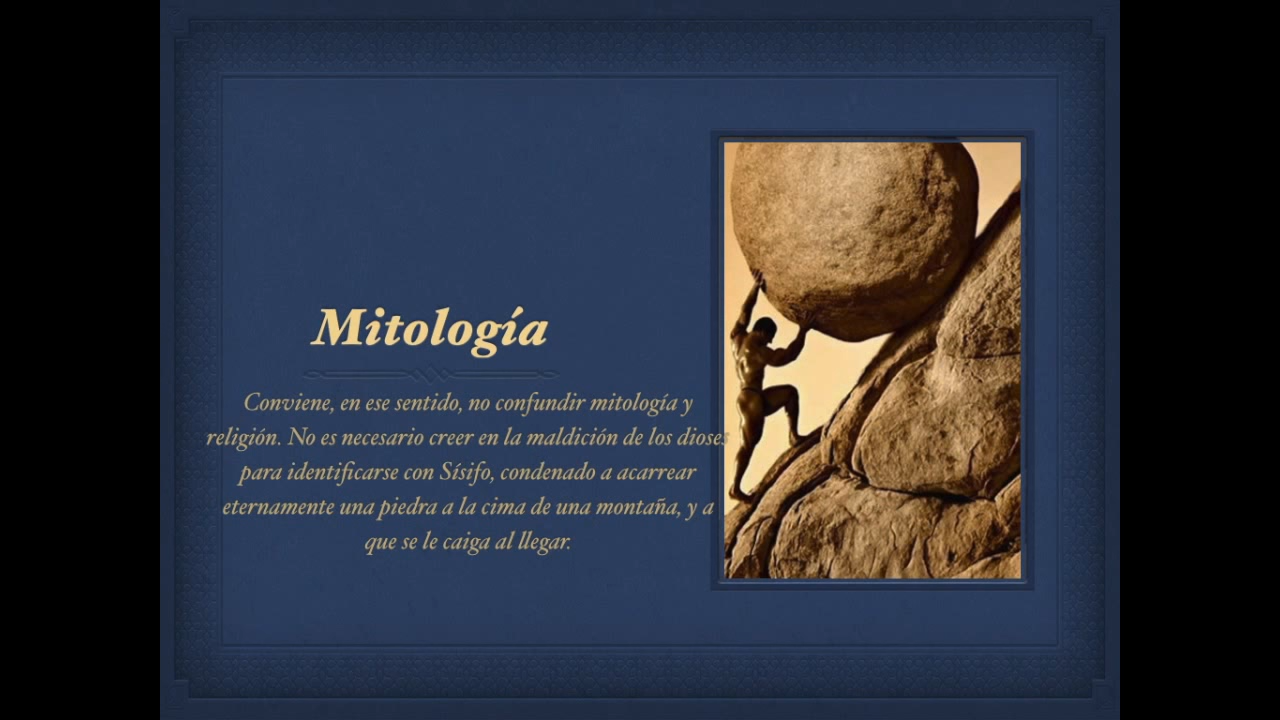 Mitología
Conviene, en ese sentido, no confundir mitología y
religión. No es necesario creer en la maldición de los dioses
para identificarse con Sísifo, condenado a acarrear
eternamente una piedra a la cima de una montaña, y a
que se le caiga al llegar.